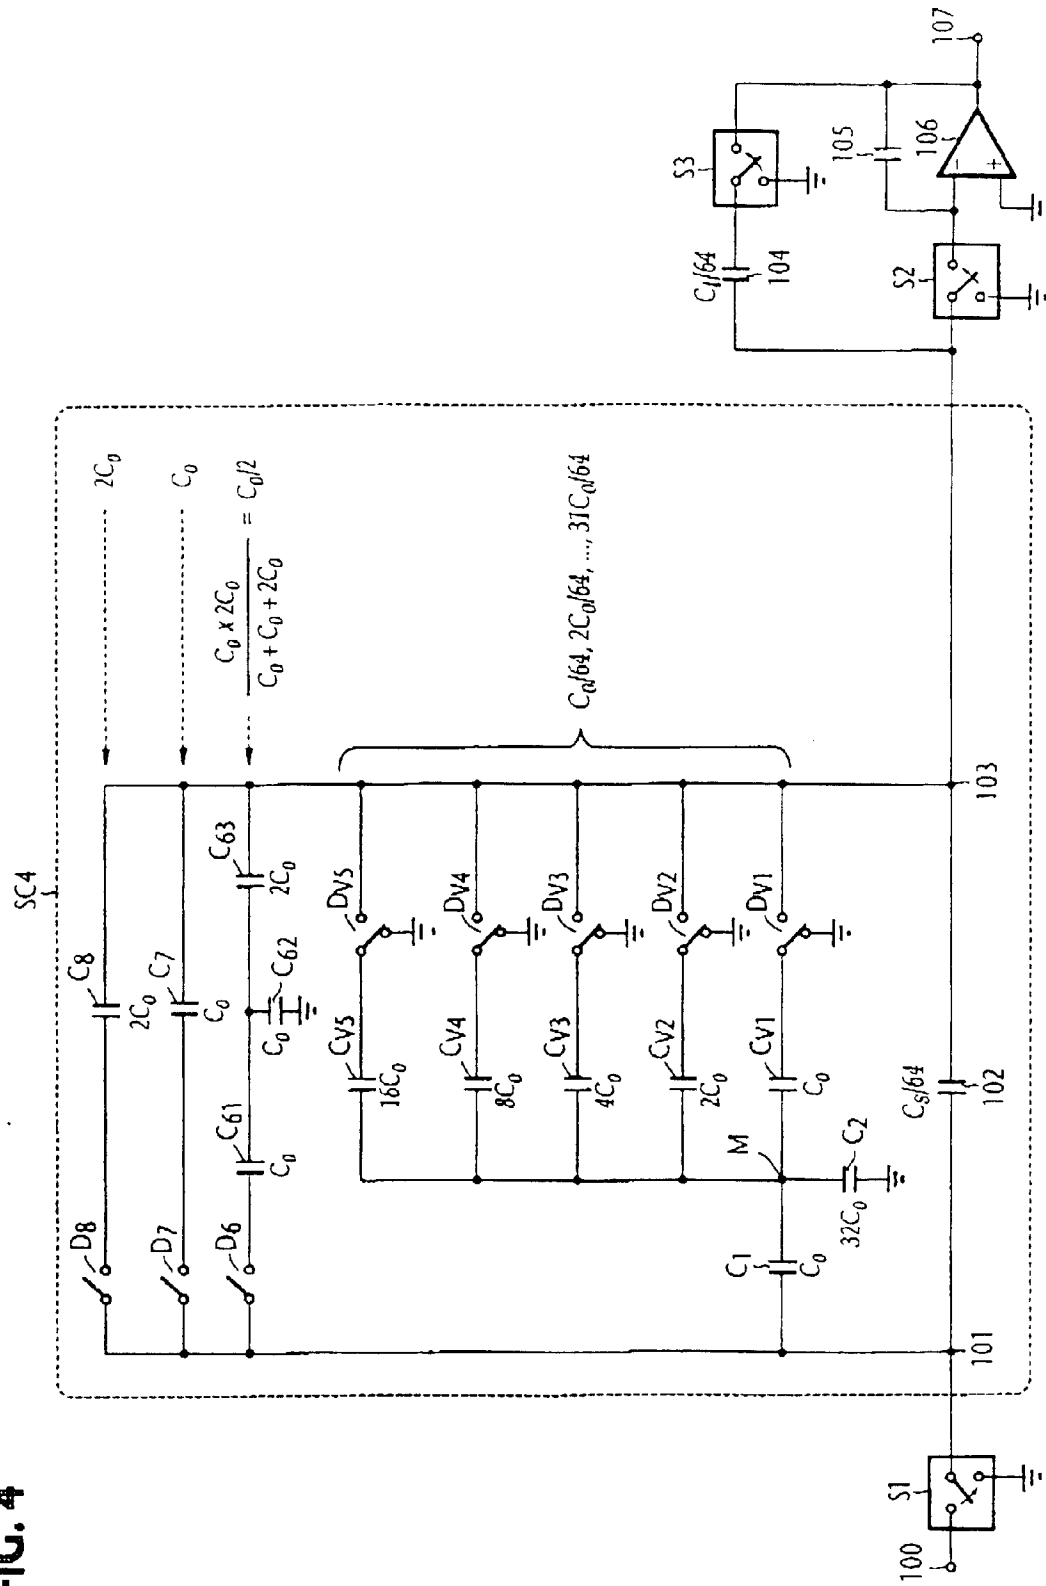 FIG. 4
SC4
D8
C8
2C0
2C0
D7
C7
C0
C0
D6
C61
C0
C0
C62
C63
2C0
C0 x 2C0
C0 + C0 + 2C0
= C0/2
CV5
16C0
DV5
CV4
8C0
DV4
CV3
4C0
DV3
CV2
2C0
DV2
CV1
C0
DV1
C0/64, 2C0/64, ..., 31C0/64
M
C1
C0
32C0
C2
100
S1
101
CS/64
102
103
CI/64
104
S3
S2
105
106
−
+
107